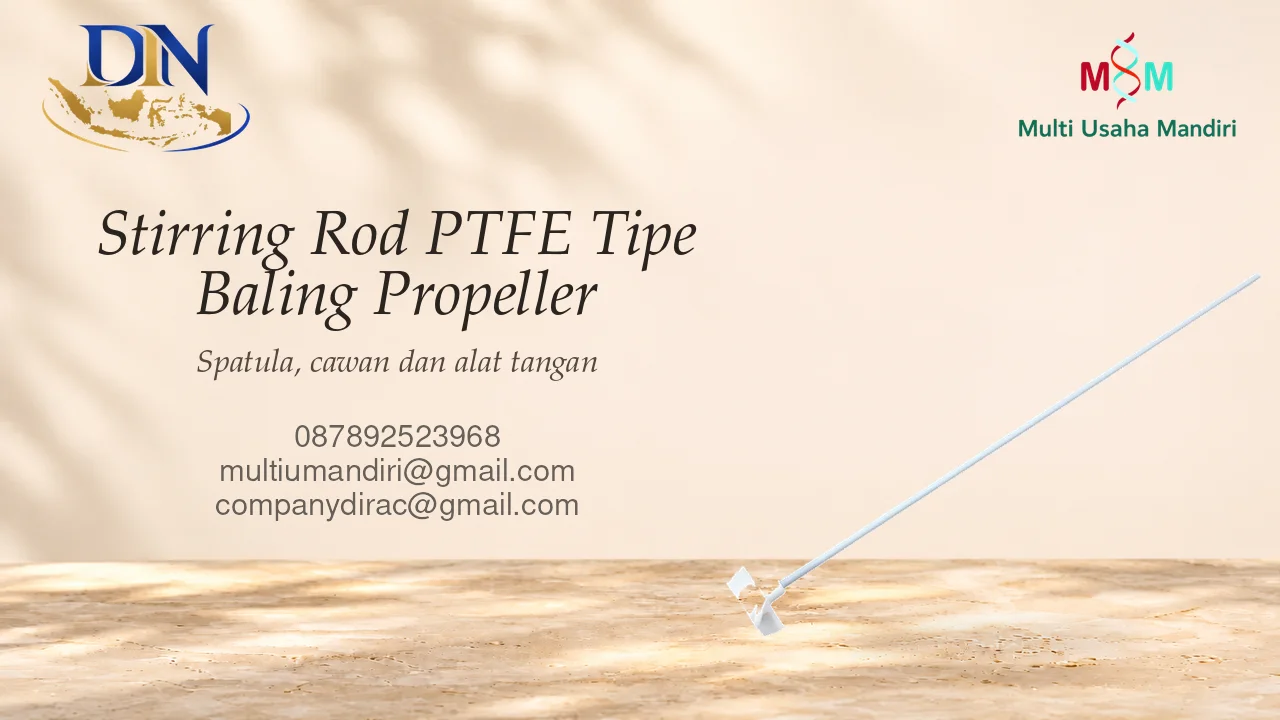 DIN
M M
Multi Usaha Mandiri
Stirring Rod PTFE Tipe
Baling Propeller
Spatula, cawan dan alat tangan
087892523968
multiumandiri@gmail.com
companydirac@gmail.com